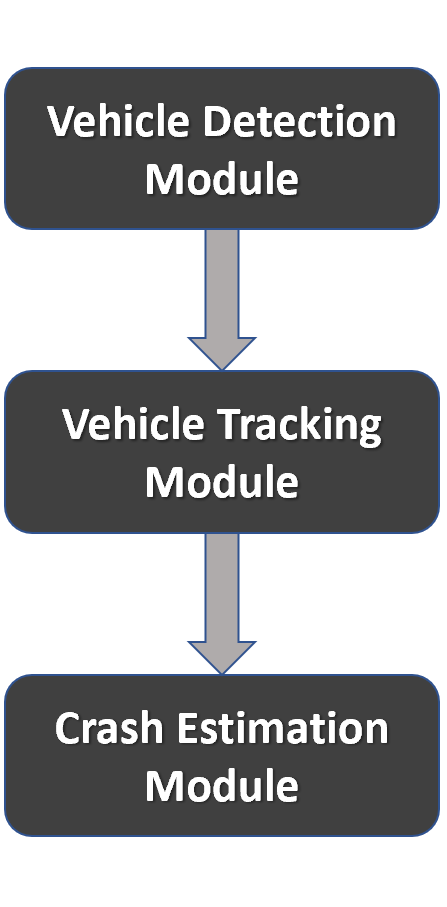 Vehicle Detection
Module
Vehicle Tracking
Module
Crash Estimation
Module